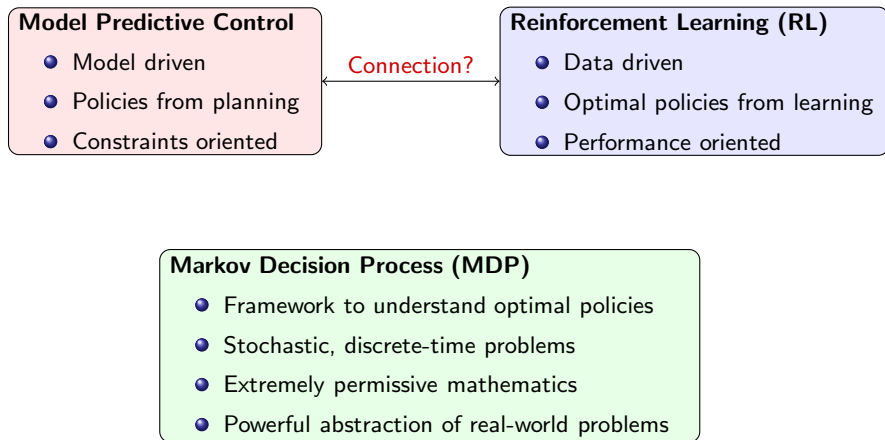 Model Predictive Control
Model driven
Policies from planning
Constraints oriented
Connection?
Reinforcement Learning (RL)
Data driven
Optimal policies from learning
Performance oriented
Markov Decision Process (MDP)
Framework to understand optimal policies
Stochastic, discrete-time problems
Extremely permissive mathematics
Powerful abstraction of real-world problems